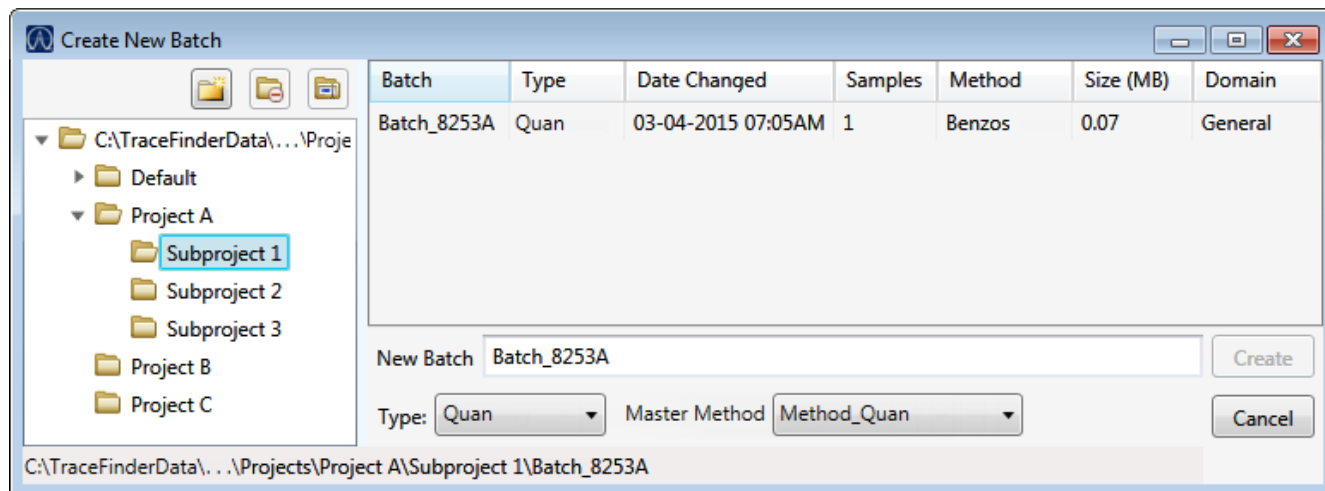 Create New Batch
Batch Type Date Changed Samples Method Size (MB) Domain
Batch_8253A Quan 03-04-2015 07:05AM 1 Benzos 0.07 General
C:\TraceFinderData\...\Proje
Default
Project A
Subproject 1
Subproject 2
Subproject 3
Project B
Project C
New Batch Batch_8253A Create
Type: Quan Master Method Method_Quan Cancel
C:\TraceFinderData\. . .\Projects\Project A\Subproject 1\Batch_8253A